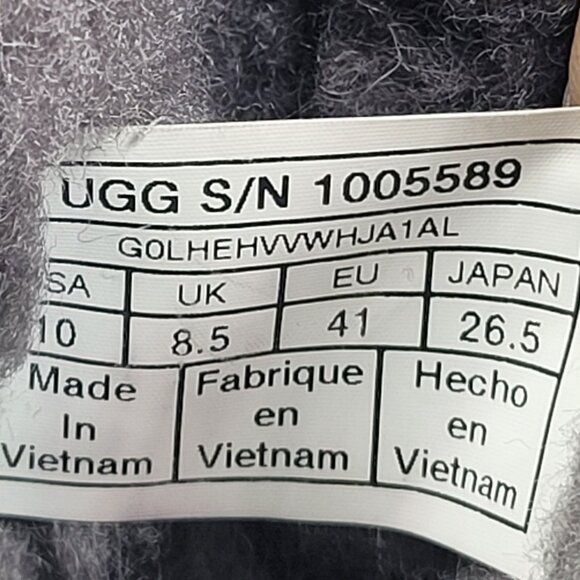 UGG S/N 1005589
GOLHEHVVWHJA1AL
SA UK EU JAPAN
10 8.5 41 26.5
Made Fabrique Hecho
In en en
Vietnam Vietnam Vietnam